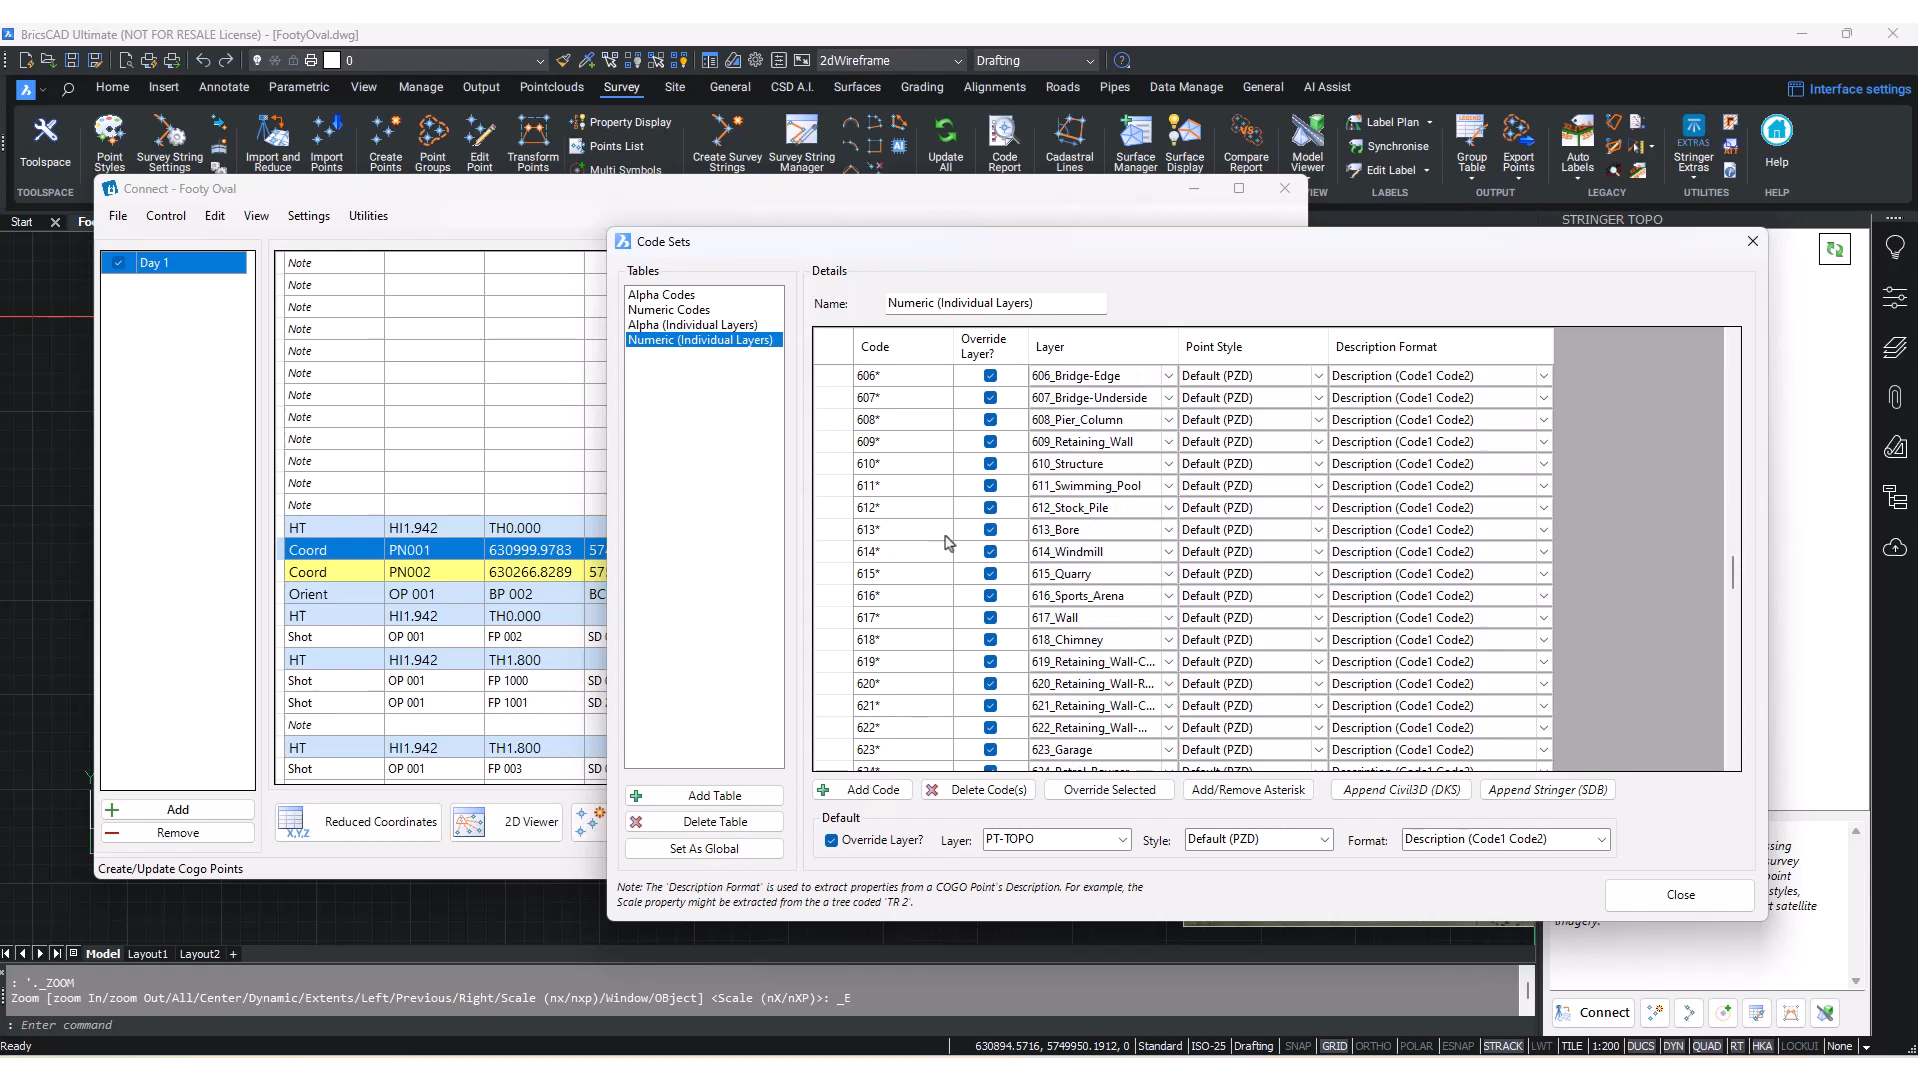 BricsCAD Ultimate (NOT FOR RESALE License) - [FootyOval.dwg]
0
2dWireframe
Drafting
Home Insert Annotate Parametric View Manage Output Pointclouds Survey Site General CSD A.I. Surfaces Grading Alignments Roads Pipes Data Manage General AI Assist
Interface settings
Toolspace
Point Styles
Survey String Settings
Import and Reduce
Import Points
Create Points
Point Groups
Edit Point
Transform Points
Property Display
Points List
Multi Symbols
Create Survey Strings
Survey String Manager
Update All
Code Report
Cadastral Lines
Surface Manager
Surface Display
Compare Report
Model Viewer
Label Plan
Synchronise
Edit Label
Group Table
Export Points
Auto Labels
EXTRAS
Stringer Extras
Help
TOOLSPACE
LABELS
OUTPUT
LEGACY
UTILITIES
HELP
Start
STRINGER TOPO
Connect - Footy Oval
File Control Edit View Settings Utilities
Day 1
Note
Note
Note
Note
Note
Note
Note
Note
Note
Note
Note
Note
HT HI1.942 TH0.000
Coord PN001 630999.9783
Coord PN002 630266.8289
Orient OP 001 BP 002 BC
HT HI1.942 TH0.000
Shot OP 001 FP 002 SD
HT HI1.942 TH1.800
Shot OP 001 FP 1000 SD
Shot OP 001 FP 1001 SD
Note
HT HI1.942 TH1.800
Shot OP 001 FP 003 SD
Add
Remove
X,Y,Z
Reduced Coordinates
2D Viewer
Create/Update Cogo Points
Code Sets
Tables
Alpha Codes
Numeric Codes
Alpha (Individual Layers)
Numeric (Individual Layers)
Add Table
Delete Table
Set As Global
Details
Name: Numeric (Individual Layers)
Code Override Layer? Layer Point Style Description Format
606* 606_Bridge-Edge Default (PZD) Description (Code1 Code2)
607* 607_Bridge-Underside Default (PZD) Description (Code1 Code2)
608* 608_Pier_Column Default (PZD) Description (Code1 Code2)
609* 609_Retaining_Wall Default (PZD) Description (Code1 Code2)
610* 610_Structure Default (PZD) Description (Code1 Code2)
611* 611_Swimming_Pool Default (PZD) Description (Code1 Code2)
612* 612_Stock_Pile Default (PZD) Description (Code1 Code2)
613* 613_Bore Default (PZD) Description (Code1 Code2)
614* 614_Windmill Default (PZD) Description (Code1 Code2)
615* 615_Quarry Default (PZD) Description (Code1 Code2)
616* 616_Sports_Arena Default (PZD) Description (Code1 Code2)
617* 617_Wall Default (PZD) Description (Code1 Code2)
618* 618_Chimney Default (PZD) Description (Code1 Code2)
619* 619_Retaining_Wall-C... Default (PZD) Description (Code1 Code2)
620* 620_Retaining_Wall-R... Default (PZD) Description (Code1 Code2)
621* 621_Retaining_Wall-C... Default (PZD) Description (Code1 Code2)
622* 622_Retaining_Wall-... Default (PZD) Description (Code1 Code2)
623* 623_Garage Default (PZD) Description (Code1 Code2)
Add Code
Delete Code(s)
Override Selected
Add/Remove Asterisk
Append Civil3D (DKS)
Append Stringer (SDB)
Default
Override Layer? Layer: PT-TOPO Style: Default (PZD) Format: Description (Code1 Code2)
Note: The 'Description Format' is used to extract properties from a COGO Point's Description. For example, the
Scale property might be extracted from the a tree coded 'TR 2'.
Close
survey
point
styles,
satellite
imagery.
Model Layout1 Layout2 +
: '._ZOOM
Zoom [zoom In/zoom Out/All/Center/Dynamic/Extents/Left/Previous/Right/Scale (nx/nxp)/Window/OBject] <Scale (nX/nXP)>: _E
: Enter command
Connect
Ready
630894.5716, 5749950.1912, 0 Standard ISO-25 Drafting SNAP GRID ORTHO POLAR ESNAP STRACK LWT TILE 1:200 DUCS DYN QUAD RT HKA LOCKUI None